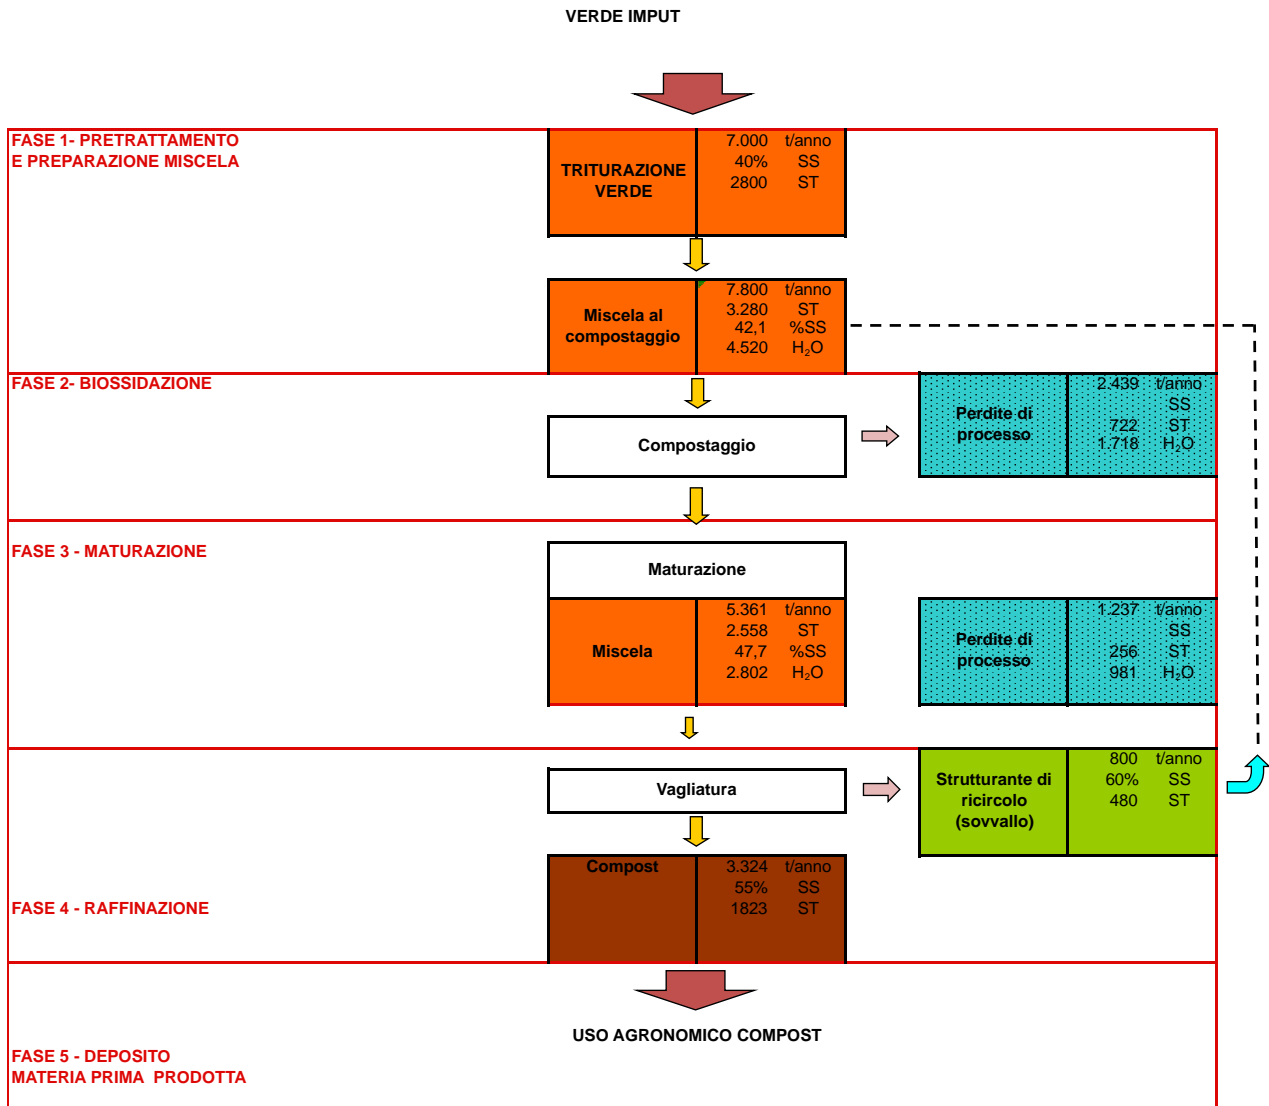 VERDE IMPUT
FASE 1- PRETRATTAMENTO
E PREPARAZIONE MISCELA
TRITURAZIONE
VERDE
7.000 t/anno
40% SS
2800 ST
Miscela al
compostaggio
7.800 t/anno
3.280 ST
42,1 %SS
4.520 H₂O
FASE 2- BIOSSIDAZIONE
Compostaggio
Perdite di
processo
2.439 t/anno
SS
722 ST
1.718 H₂O
FASE 3 - MATURAZIONE
Maturazione
Miscela
5.361 t/anno
2.558 ST
47,7 %SS
2.802 H₂O
Perdite di
processo
1.237 t/anno
SS
256 ST
981 H₂O
Vagliatura
Strutturante di
ricircolo
(sovvallo)
800 t/anno
60% SS
480 ST
Compost 3.324 t/anno
55% SS
1823 ST
FASE 4 - RAFFINAZIONE
USO AGRONOMICO COMPOST
FASE 5 - DEPOSITO
MATERIA PRIMA PRODOTTA